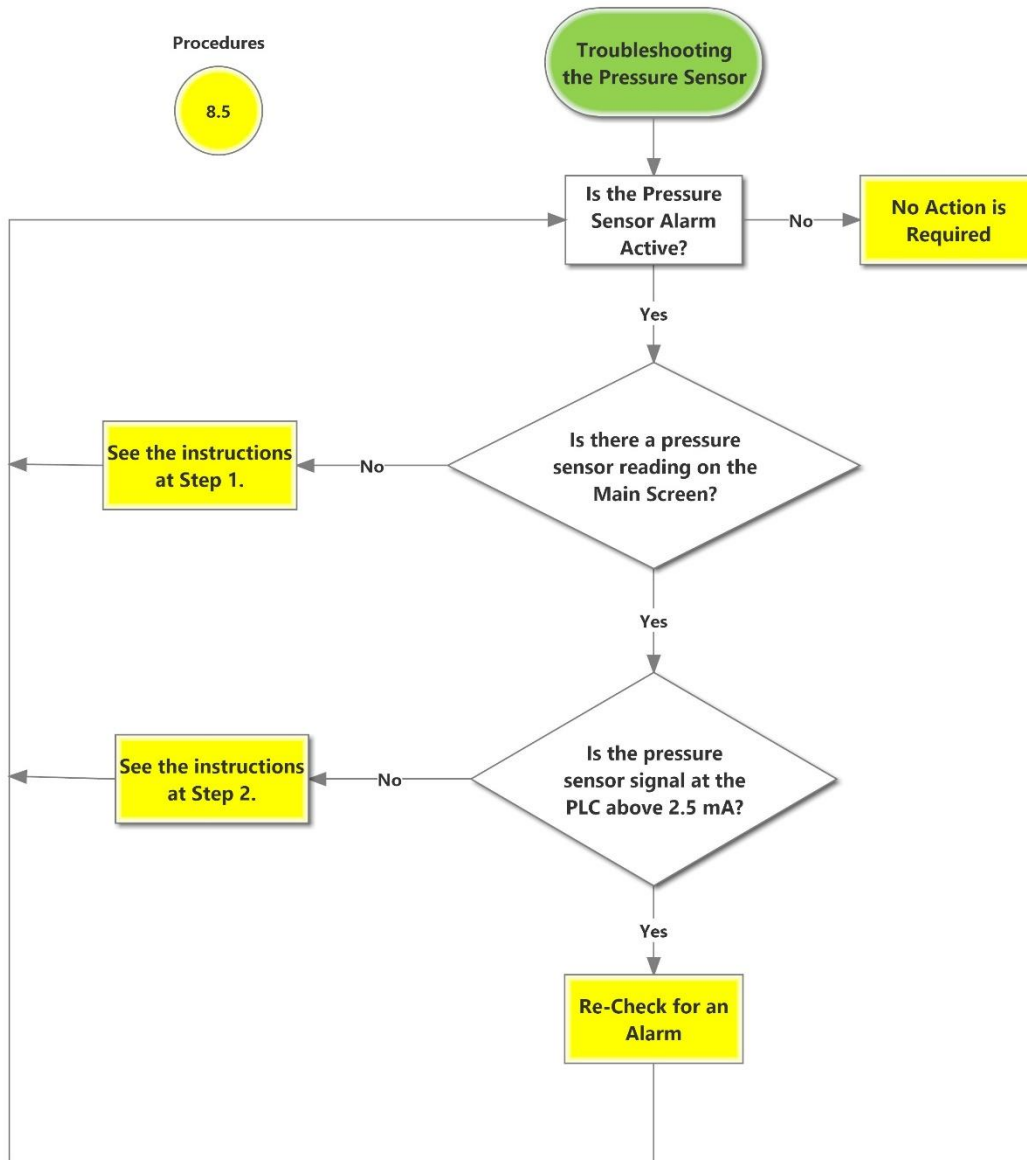 Procedures
8.5
Troubleshooting
the Pressure Sensor
Is the Pressure
Sensor Alarm
Active?
No
No Action is
Required
Yes
Is there a pressure
sensor reading on the
Main Screen?
No
See the instructions
at Step 1.
Yes
Is the pressure
sensor signal at the
PLC above 2.5 mA?
No
See the instructions
at Step 2.
Yes
Re-Check for an
Alarm